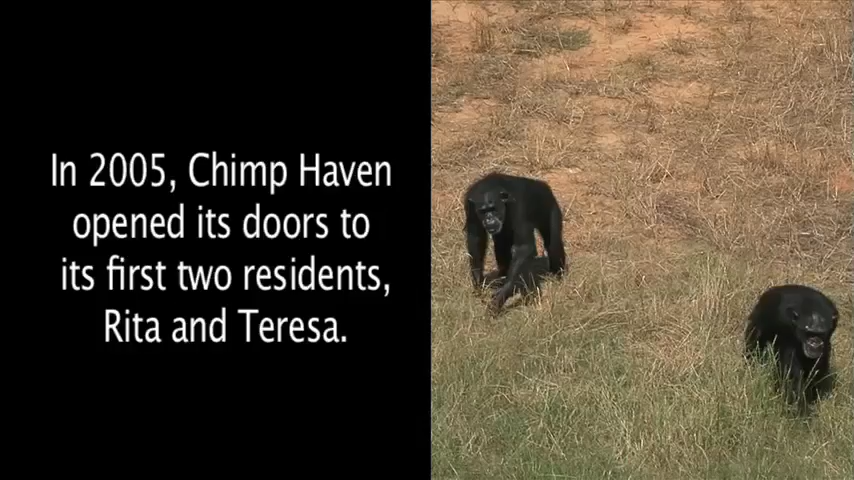 In 2005, Chimp Haven
opened its doors to
its first two residents,
Rita and Teresa.